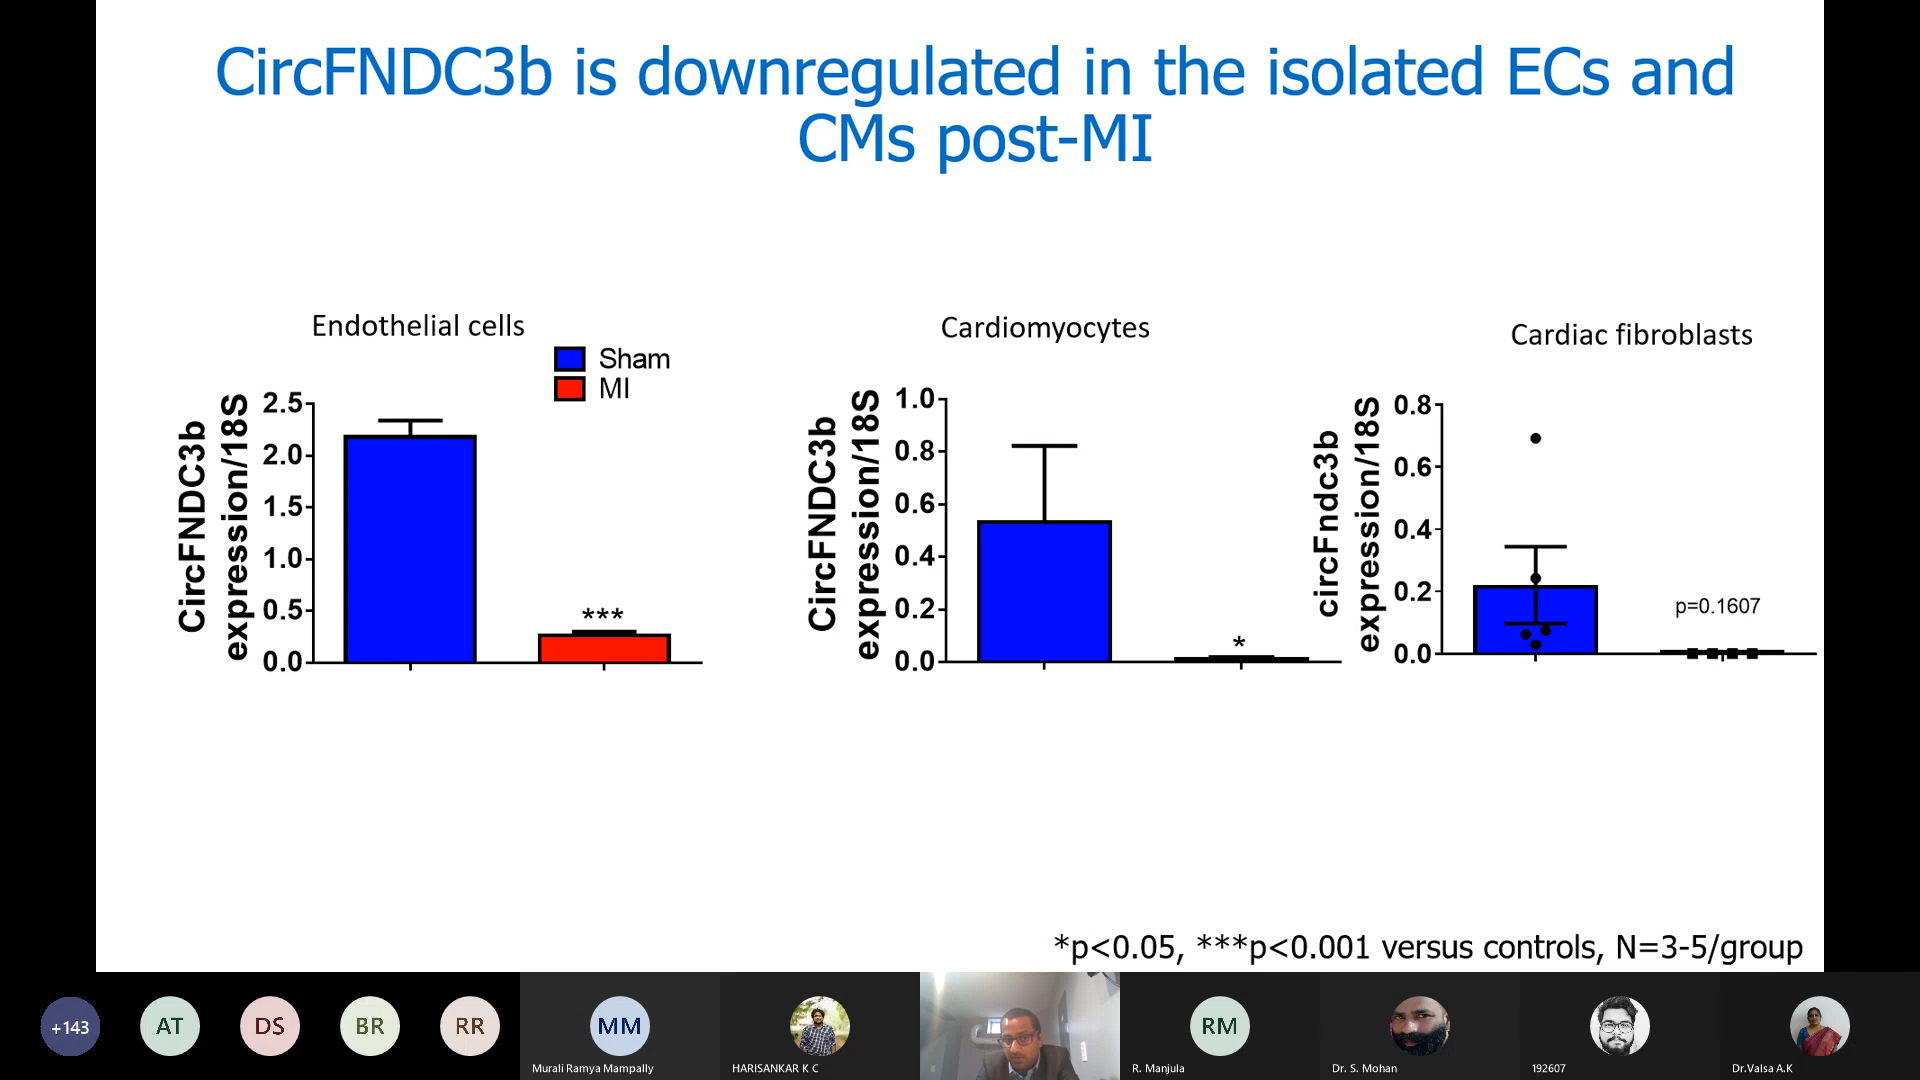 CircFNDC3b is downregulated in the isolated ECs and
CMs post-MI
Endothelial cells
Sham
MI
CircFNDC3b
expression/18S
2.5
2.0
1.5
1.0
0.5
0.0
***
Cardiomyocytes
CircFNDC3b
expression/18S
1.0
0.8
0.6
0.4
0.2
0.0
*
Cardiac fibroblasts
circFndc3b
expression/18S
0.8
0.6
0.4
0.2
0.0
p=0.1607
*p<0.05, ***p<0.001 versus controls, N=3-5/group
+143
AT
DS
BR
RR
MM
Murali Ramya Mampally
HARISANKAR K C
RM
R. Manjula
Dr. S. Mohan
192607
Dr.Valsa A.K